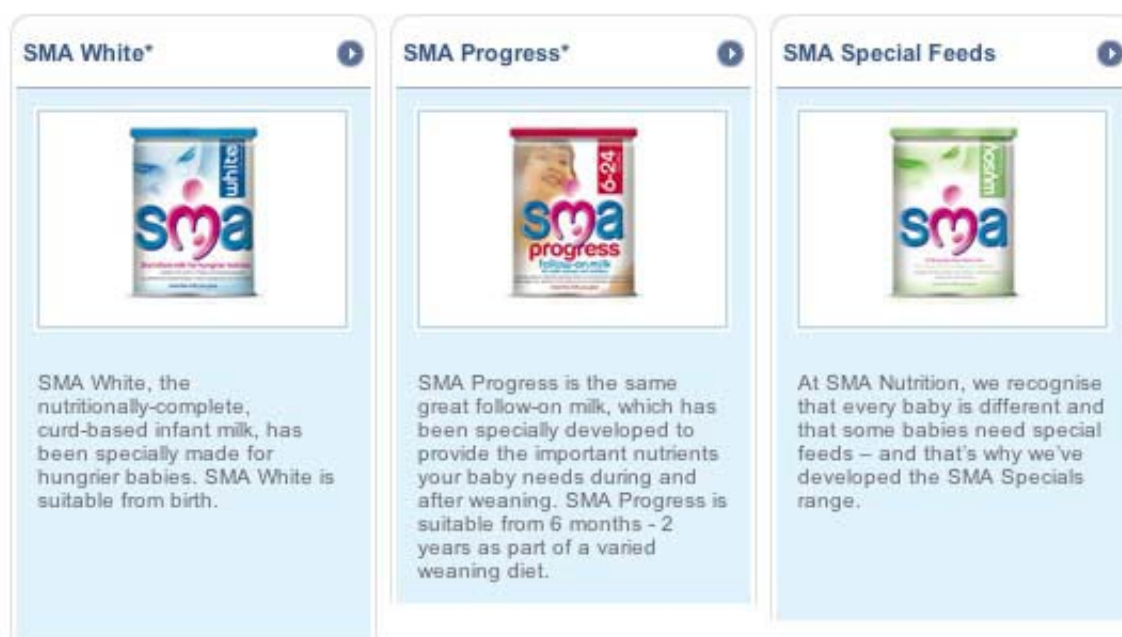 SMA White*
white
sma
SMA White, the
nutritionally-complete,
curd-based infant milk, has
been specially made for
hungrier babies. SMA White is
suitable from birth.
SMA Progress*
6-24
sma
progress
follow-on milk
SMA Progress is the same
great follow-on milk, which has
been specially developed to
provide the important nutrients
your baby needs during and
after weaning. SMA Progress is
suitable from 6 months - 2
years as part of a varied
weaning diet.
SMA Special Feeds
wysoy
sma
At SMA Nutrition, we recognise
that every baby is different and
that some babies need special
feeds – and that's why we've
developed the SMA Specials
range.